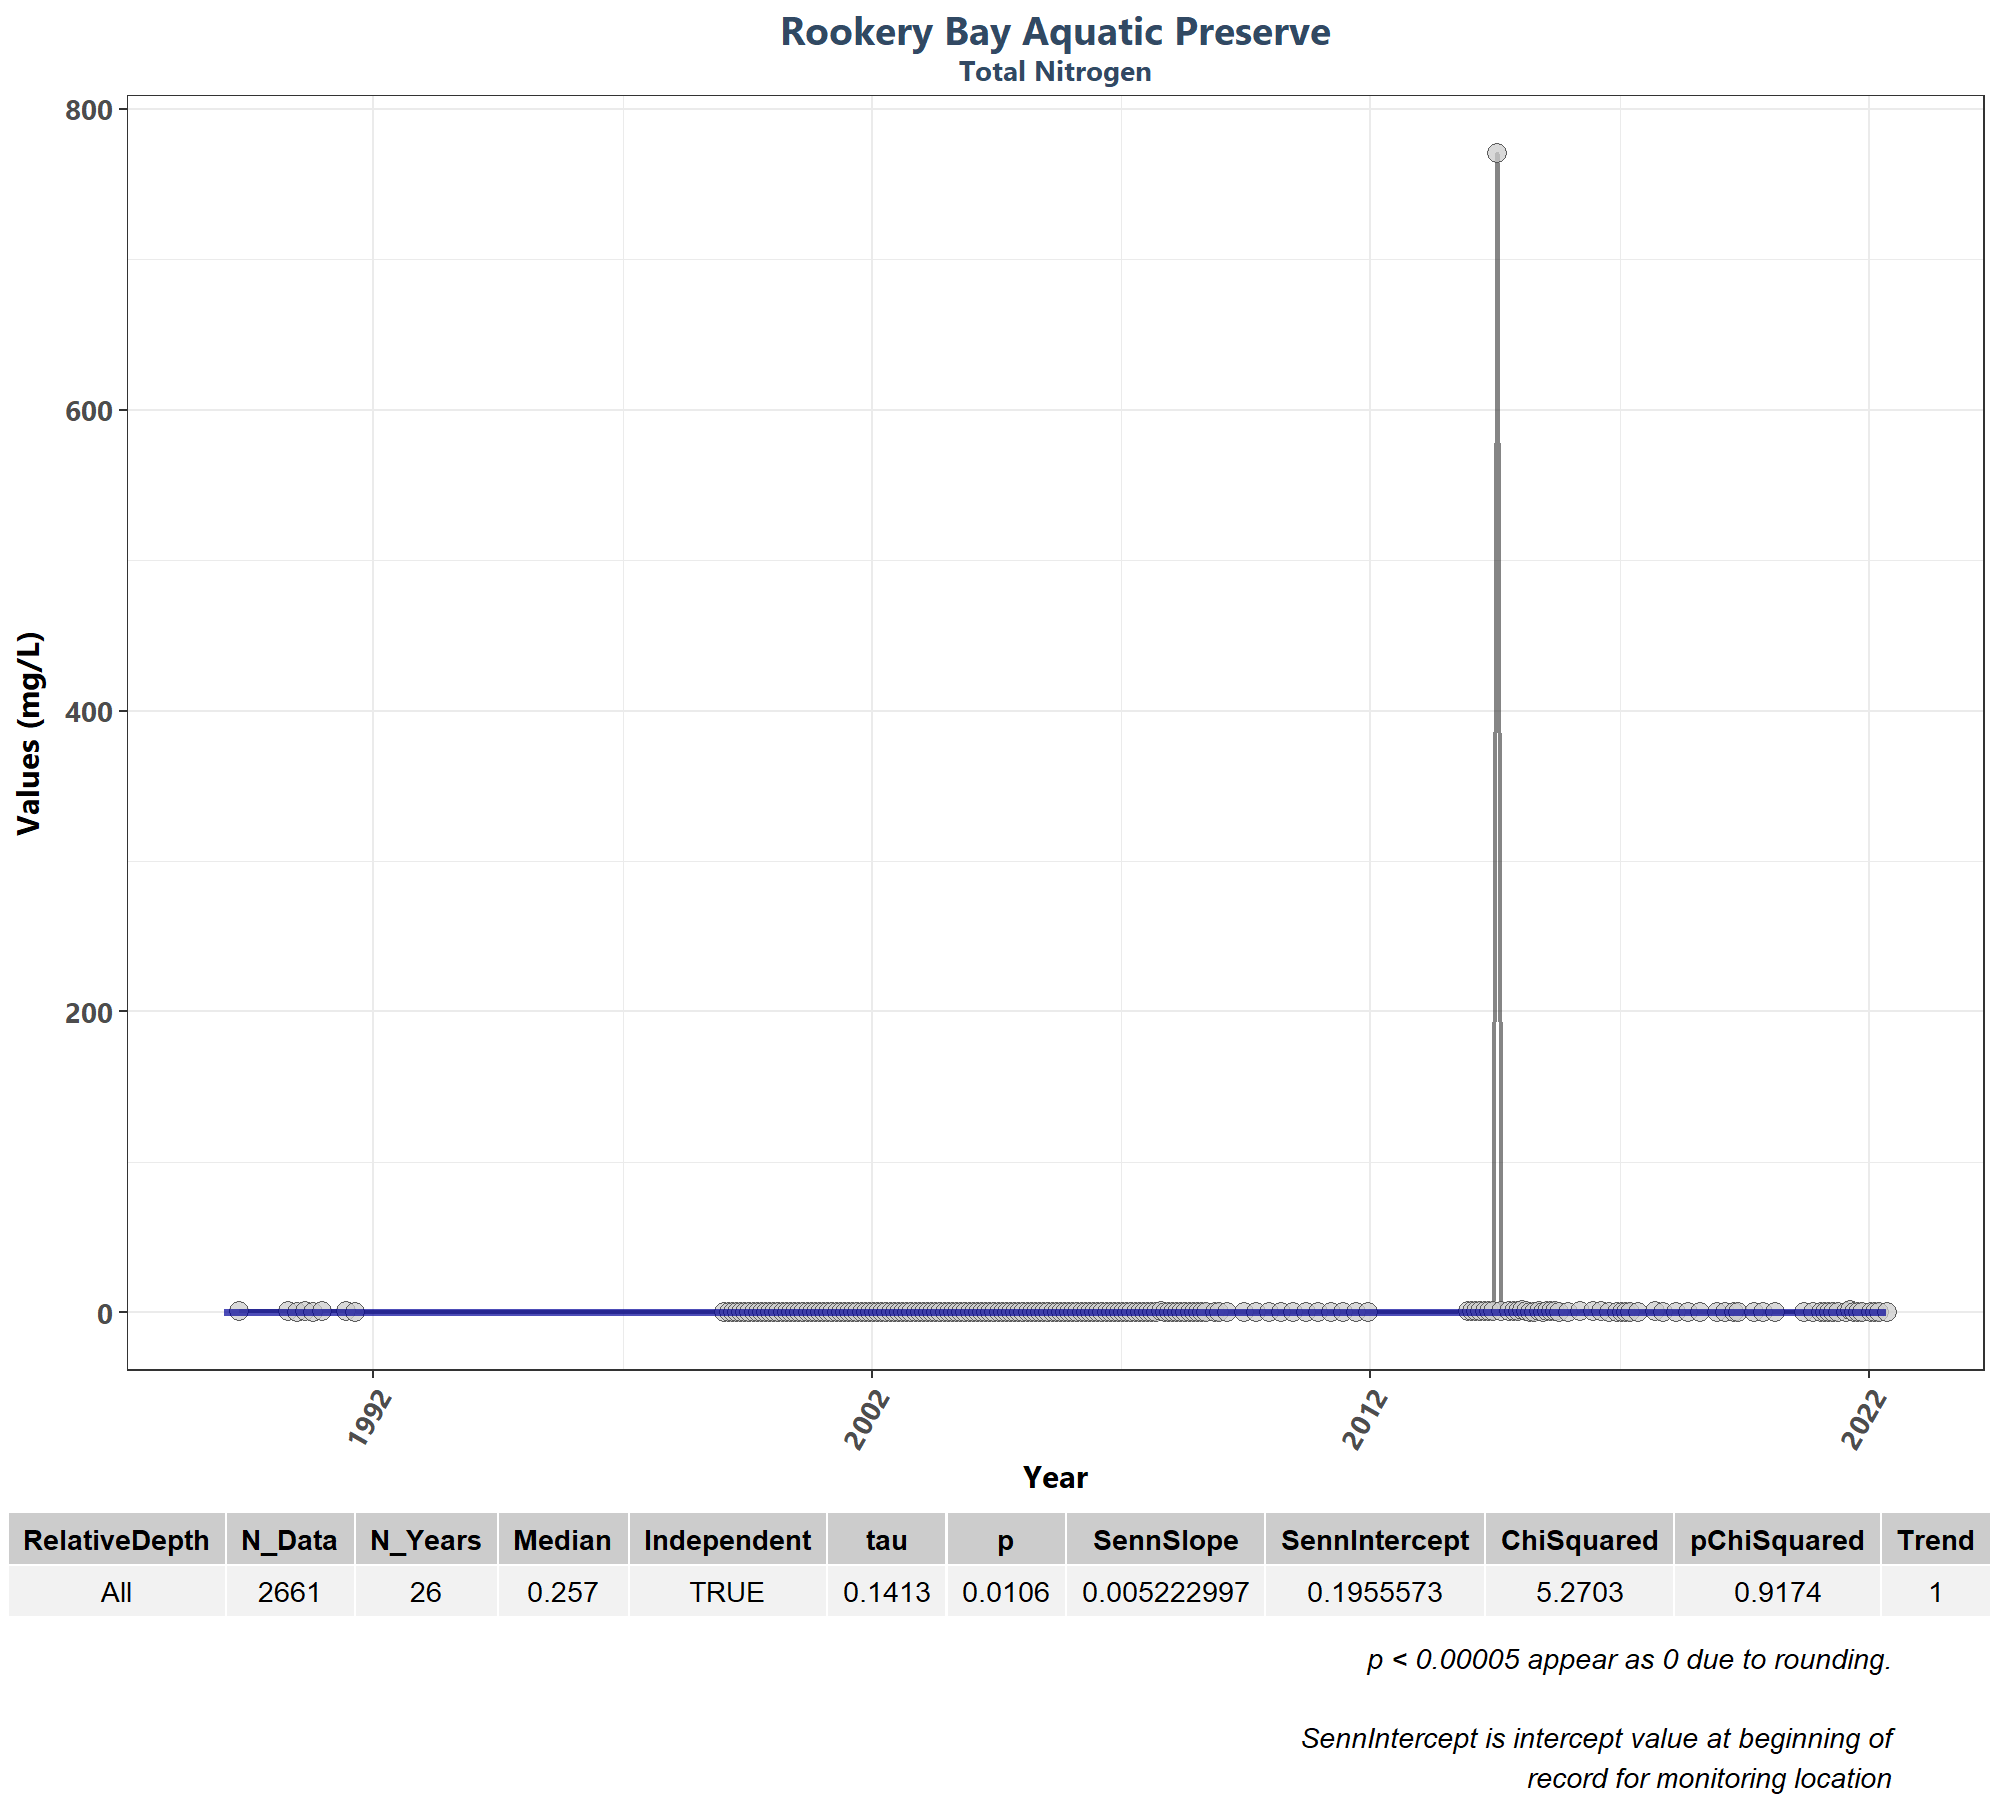 Rookery Bay Aquatic Preserve
Total Nitrogen
800
600
400
200
0
Values (mg/L)
1992 2002 2012 2022
Year
RelativeDepth N_Data N_Years Median Independent tau p SennSlope SennIntercept ChiSquared pChiSquared Trend
All 2661 26 0.257 TRUE 0.1413 0.0106 0.005222997 0.1955573 5.2703 0.9174 1
p < 0.00005 appear as 0 due to rounding.
SennIntercept is intercept value at beginning of
record for monitoring location